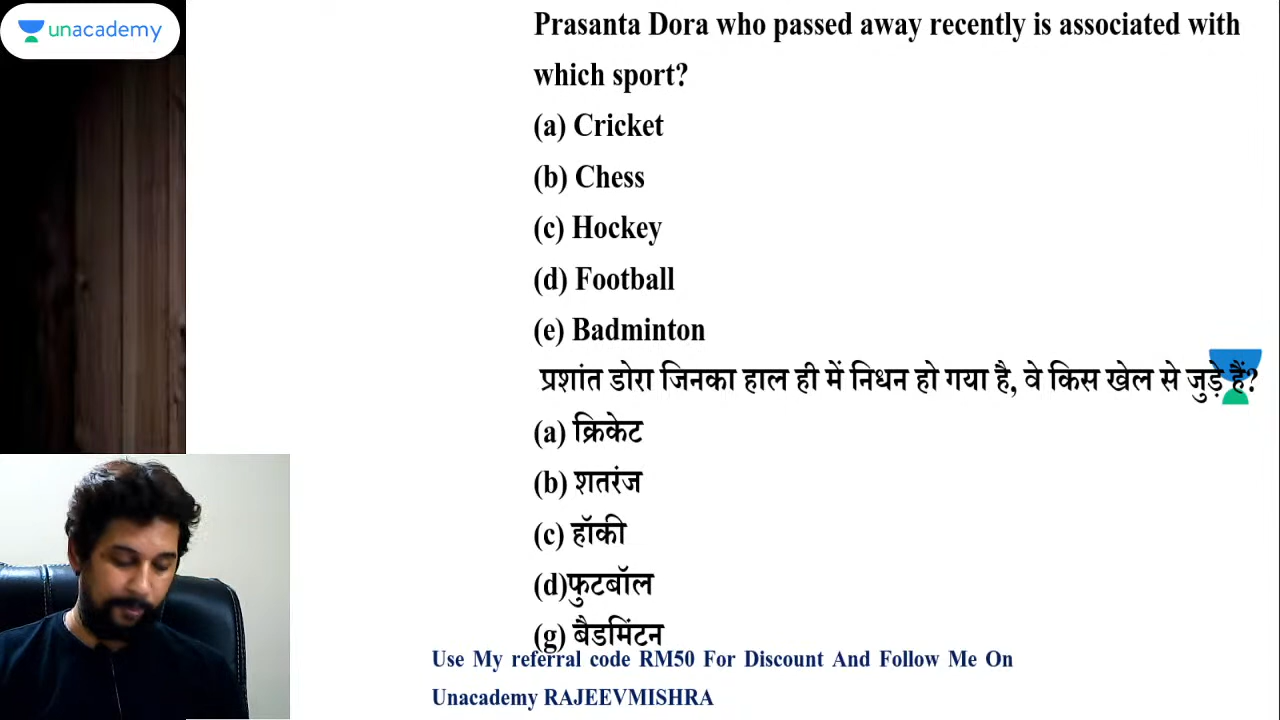 unacademy
Prasanta Dora who passed away recently is associated with
which sport?
(a) Cricket
(b) Chess
(c) Hockey
(d) Football
(e) Badminton
प्रशांत डोरा जिनका हाल ही में निधन हो गया है, वे किस खेल से जुड़े हैं?
(a) क्रिकेट
(b) शतरंज
(c) हॉकी
(d)फुटबॉल
(g) बैडमिंटन
Use My referral code RM50 For Discount And Follow Me On
Unacademy RAJEEVMISHRA